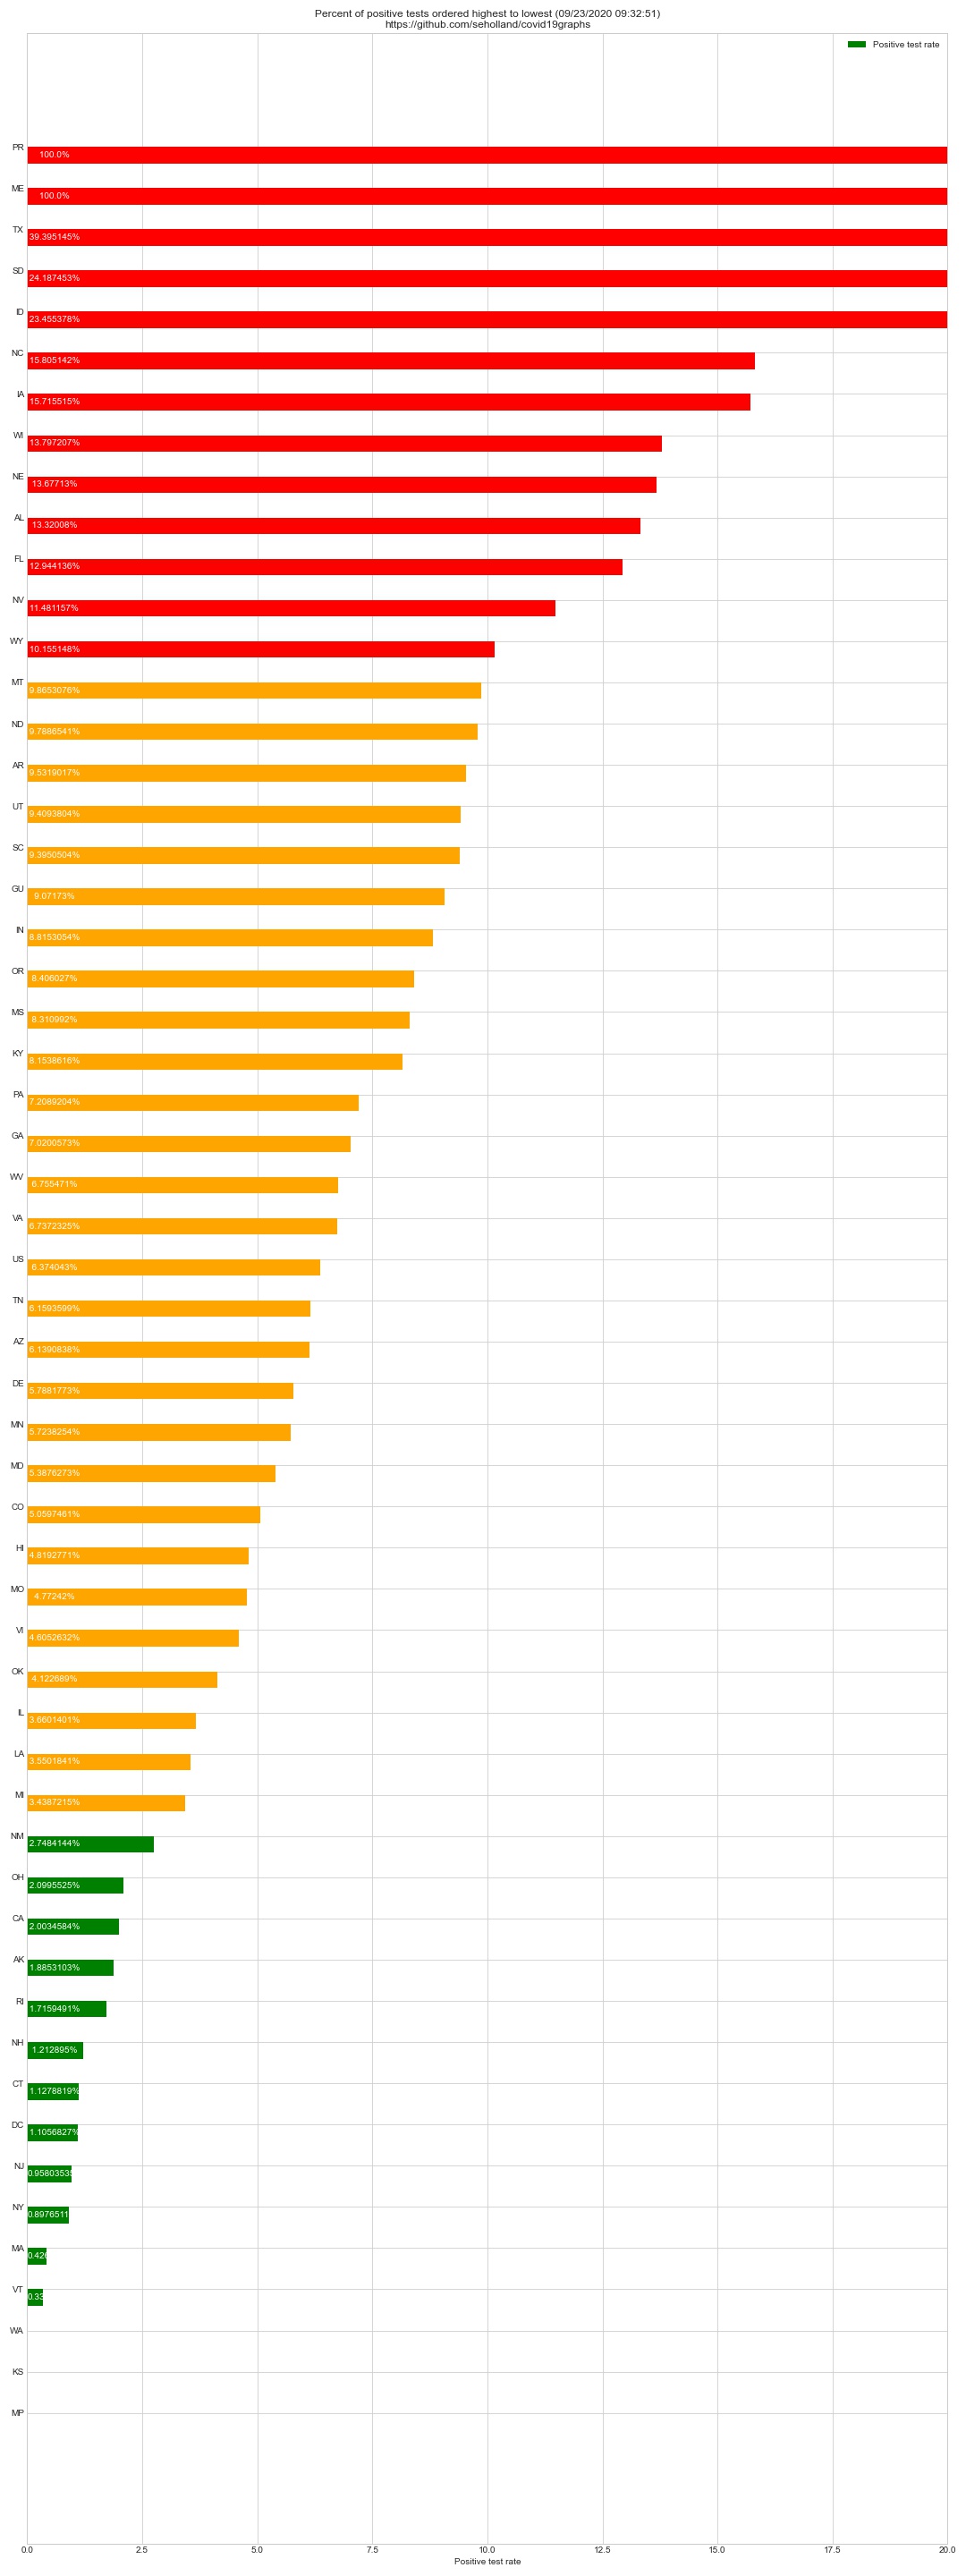 Percent of positive tests ordered highest to lowest (09/23/2020 09:32:51)
https://github.com/seholland/covid19graphs
Positive test rate
PR 100.0%
ME 100.0%
TX 39.395145%
SD 24.187453%
ID 23.455378%
NC 15.805142%
IA 15.715515%
WI 13.797207%
NE 13.67713%
AL 13.32008%
FL 12.944136%
NV 11.481157%
WY 10.155148%
MT 9.8653076%
ND 9.7886541%
AR 9.5319017%
UT 9.4093804%
SC 9.3950504%
GU 9.07173%
IN 8.8153054%
OR 8.406027%
MS 8.310992%
KY 8.1538616%
PA 7.2089204%
GA 7.0200573%
WV 6.755471%
VA 6.7372325%
US 6.374043%
TN 6.1593599%
AZ 6.1390838%
DE 5.7881773%
MN 5.7238254%
MD 5.3876273%
CO 5.0597461%
HI 4.8192771%
MO 4.77242%
VI 4.6052632%
OK 4.122689%
IL 3.6601401%
LA 3.5501841%
MI 3.4387215%
NM 2.7484144%
OH 2.0995525%
CA 2.0034584%
AK 1.8853103%
RI 1.7159491%
NH 1.212895%
CT 1.1278819%
DC 1.1056827%
NJ 0.9580353
NY 0.8976511
MA 0.426
VT 0.33
WA
KS
MP
0.0 2.5 5.0 7.5 10.0 12.5 15.0 17.5 20.0
Positive test rate